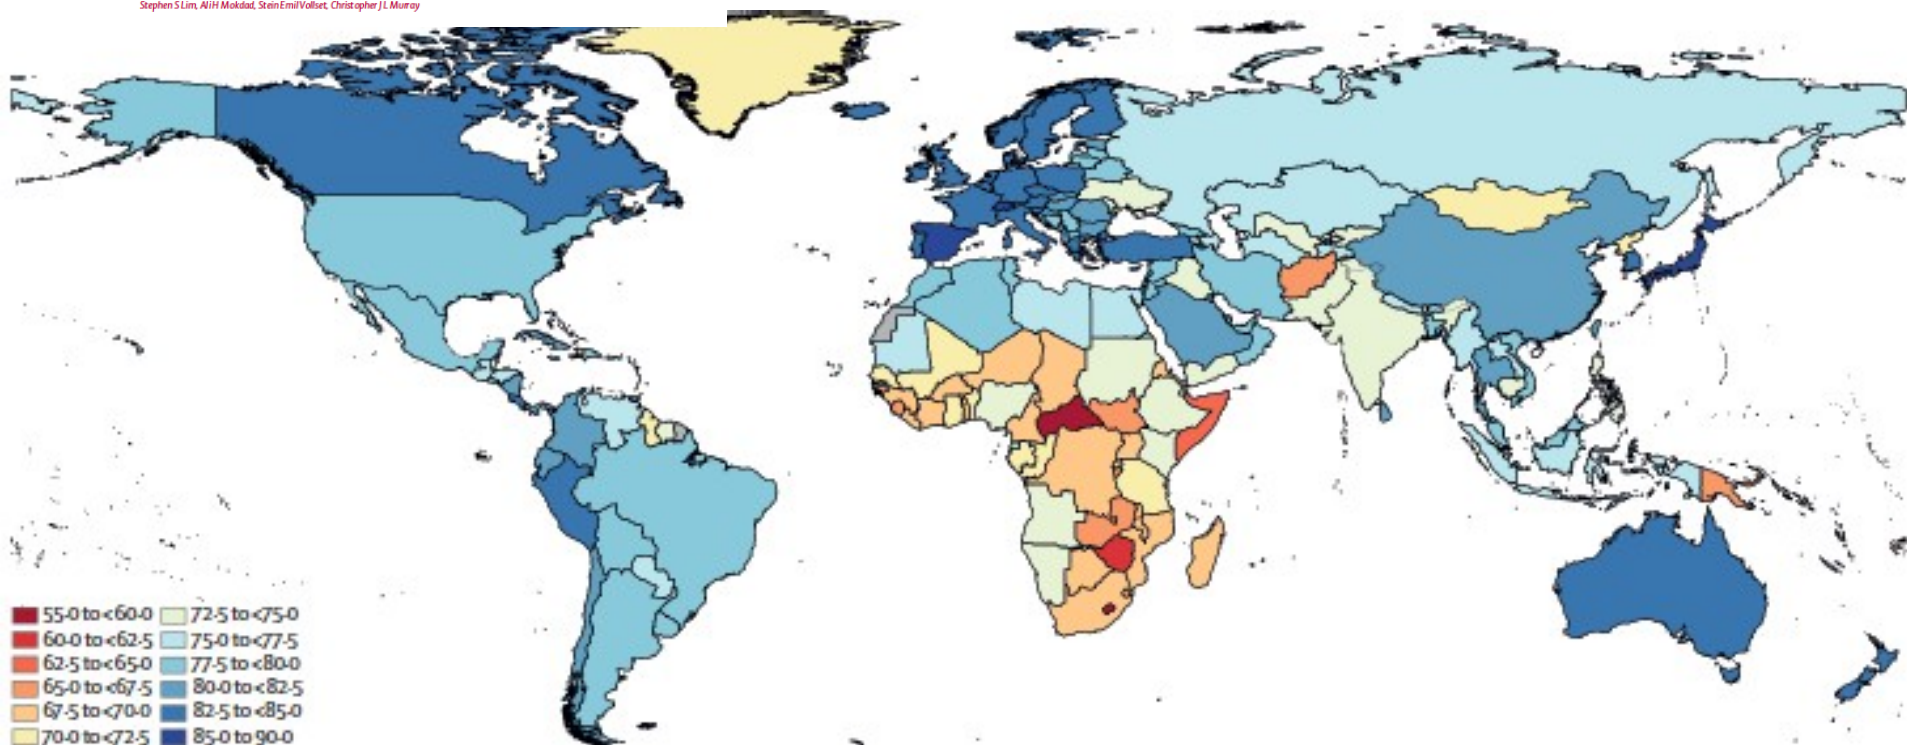 Stephen S Lim, Ali H Mokdad, Stein Emil Vollset, Christopher J L Murray
55·0 to <60·0
60·0 to <62·5
62·5 to <65·0
65·0 to <67·5
67·5 to <70·0
70·0 to <72·5
72·5 to <75·0
75·0 to <77·5
77·5 to <80·0
80·0 to <82·5
82·5 to <85·0
85·0 to 90·0